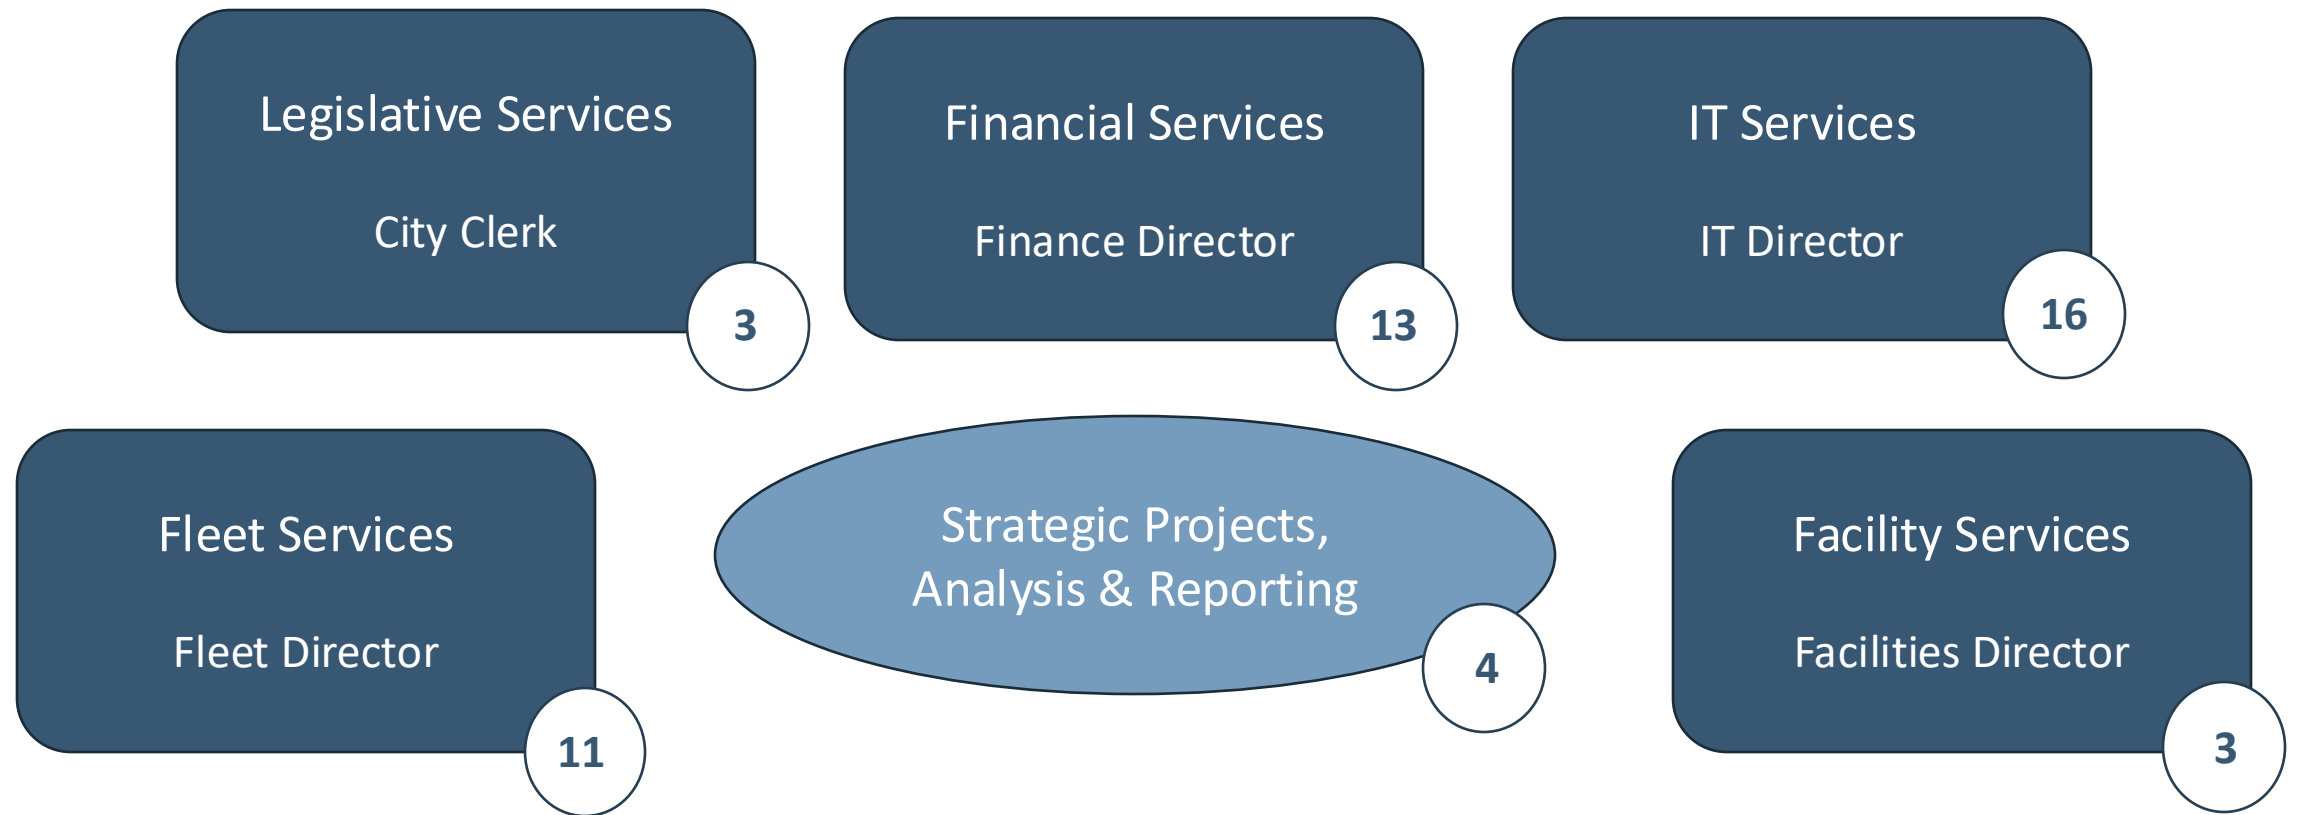 Legislative Services
City Clerk
3
Financial Services
Finance Director
13
IT Services
IT Director
16
Fleet Services
Fleet Director
11
Strategic Projects,
Analysis & Reporting
4
Facility Services
Facilities Director
3